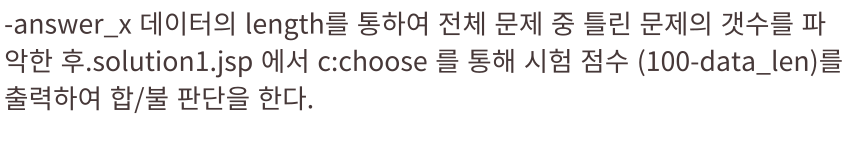 -answer_x 데이터의 length를 통하여 전체 문제 중 틀린 문제의 갯수를 파
악한 후.solution1.jsp 에서 c:choose 를 통해 시험 점수 (100-data_len)를
출력하여 합/불 판단을 한다.